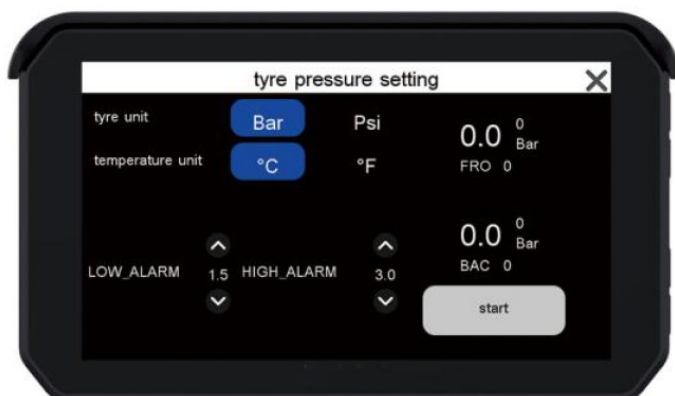 tyre pressure setting
tyre unit Bar Psi
0.0 0 Bar
temperature unit °C °F
FRO 0
0.0 0 Bar
LOW_ALARM 1.5 HIGH_ALARM 3.0
BAC 0
start